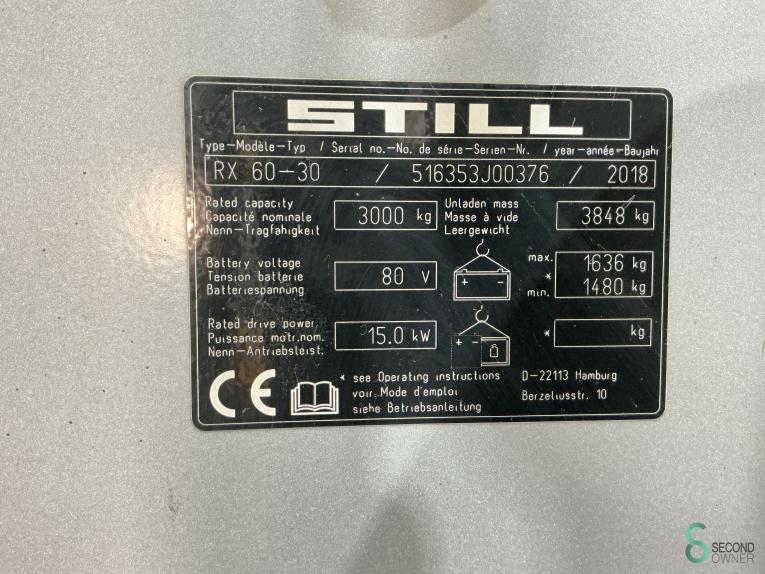 STILL
Type-Modèle-Typ / Serial no.-No. de série-Serien-Nr. / year-année-Baujahr
RX 60-30 / 516353J00376 / 2018
Rated capacity
Capacité nominale
Nenn-Tragfahigkeit
3000 kg
Unladen mass
Masse à vide
Leergewicht
3848 kg
Battery voltage
Tension batterie
Batteriespannung
80 V
+ -
max.
*
min.
1636 kg
1480 kg
Rated drive power
Puissance motr.nom.
Nenn-Antriebsleist.
15.0 kW
+ -
*
kg
CE
* see Operating instructions
voir Mode d'emploi
siehe Betriebsanleitung
D-22113 Hamburg
Berzeliusstr. 10
SECOND
OWNER